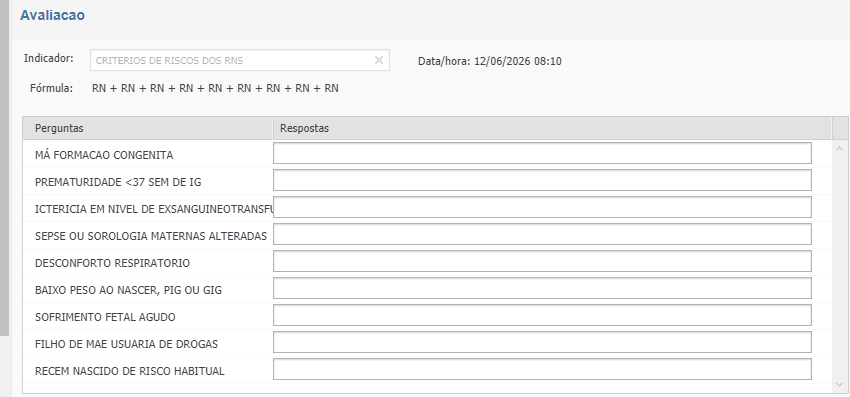 Avaliacao
Indicador: CRITERIOS DE RISCOS DOS RNS Data/hora: 12/06/2026 08:10
Fórmula: RN + RN + RN + RN + RN + RN + RN + RN + RN
Perguntas Respostas
MÁ FORMACAO CONGENITA
PREMATURIDADE <37 SEM DE IG
ICTERICIA EM NIVEL DE EXSANGUINEOTRANSFU
SEPSE OU SOROLOGIA MATERNAS ALTERADAS
DESCONFORTO RESPIRATORIO
BAIXO PESO AO NASCER, PIG OU GIG
SOFRIMENTO FETAL AGUDO
FILHO DE MAE USUARIA DE DROGAS
RECEM NASCIDO DE RISCO HABITUAL